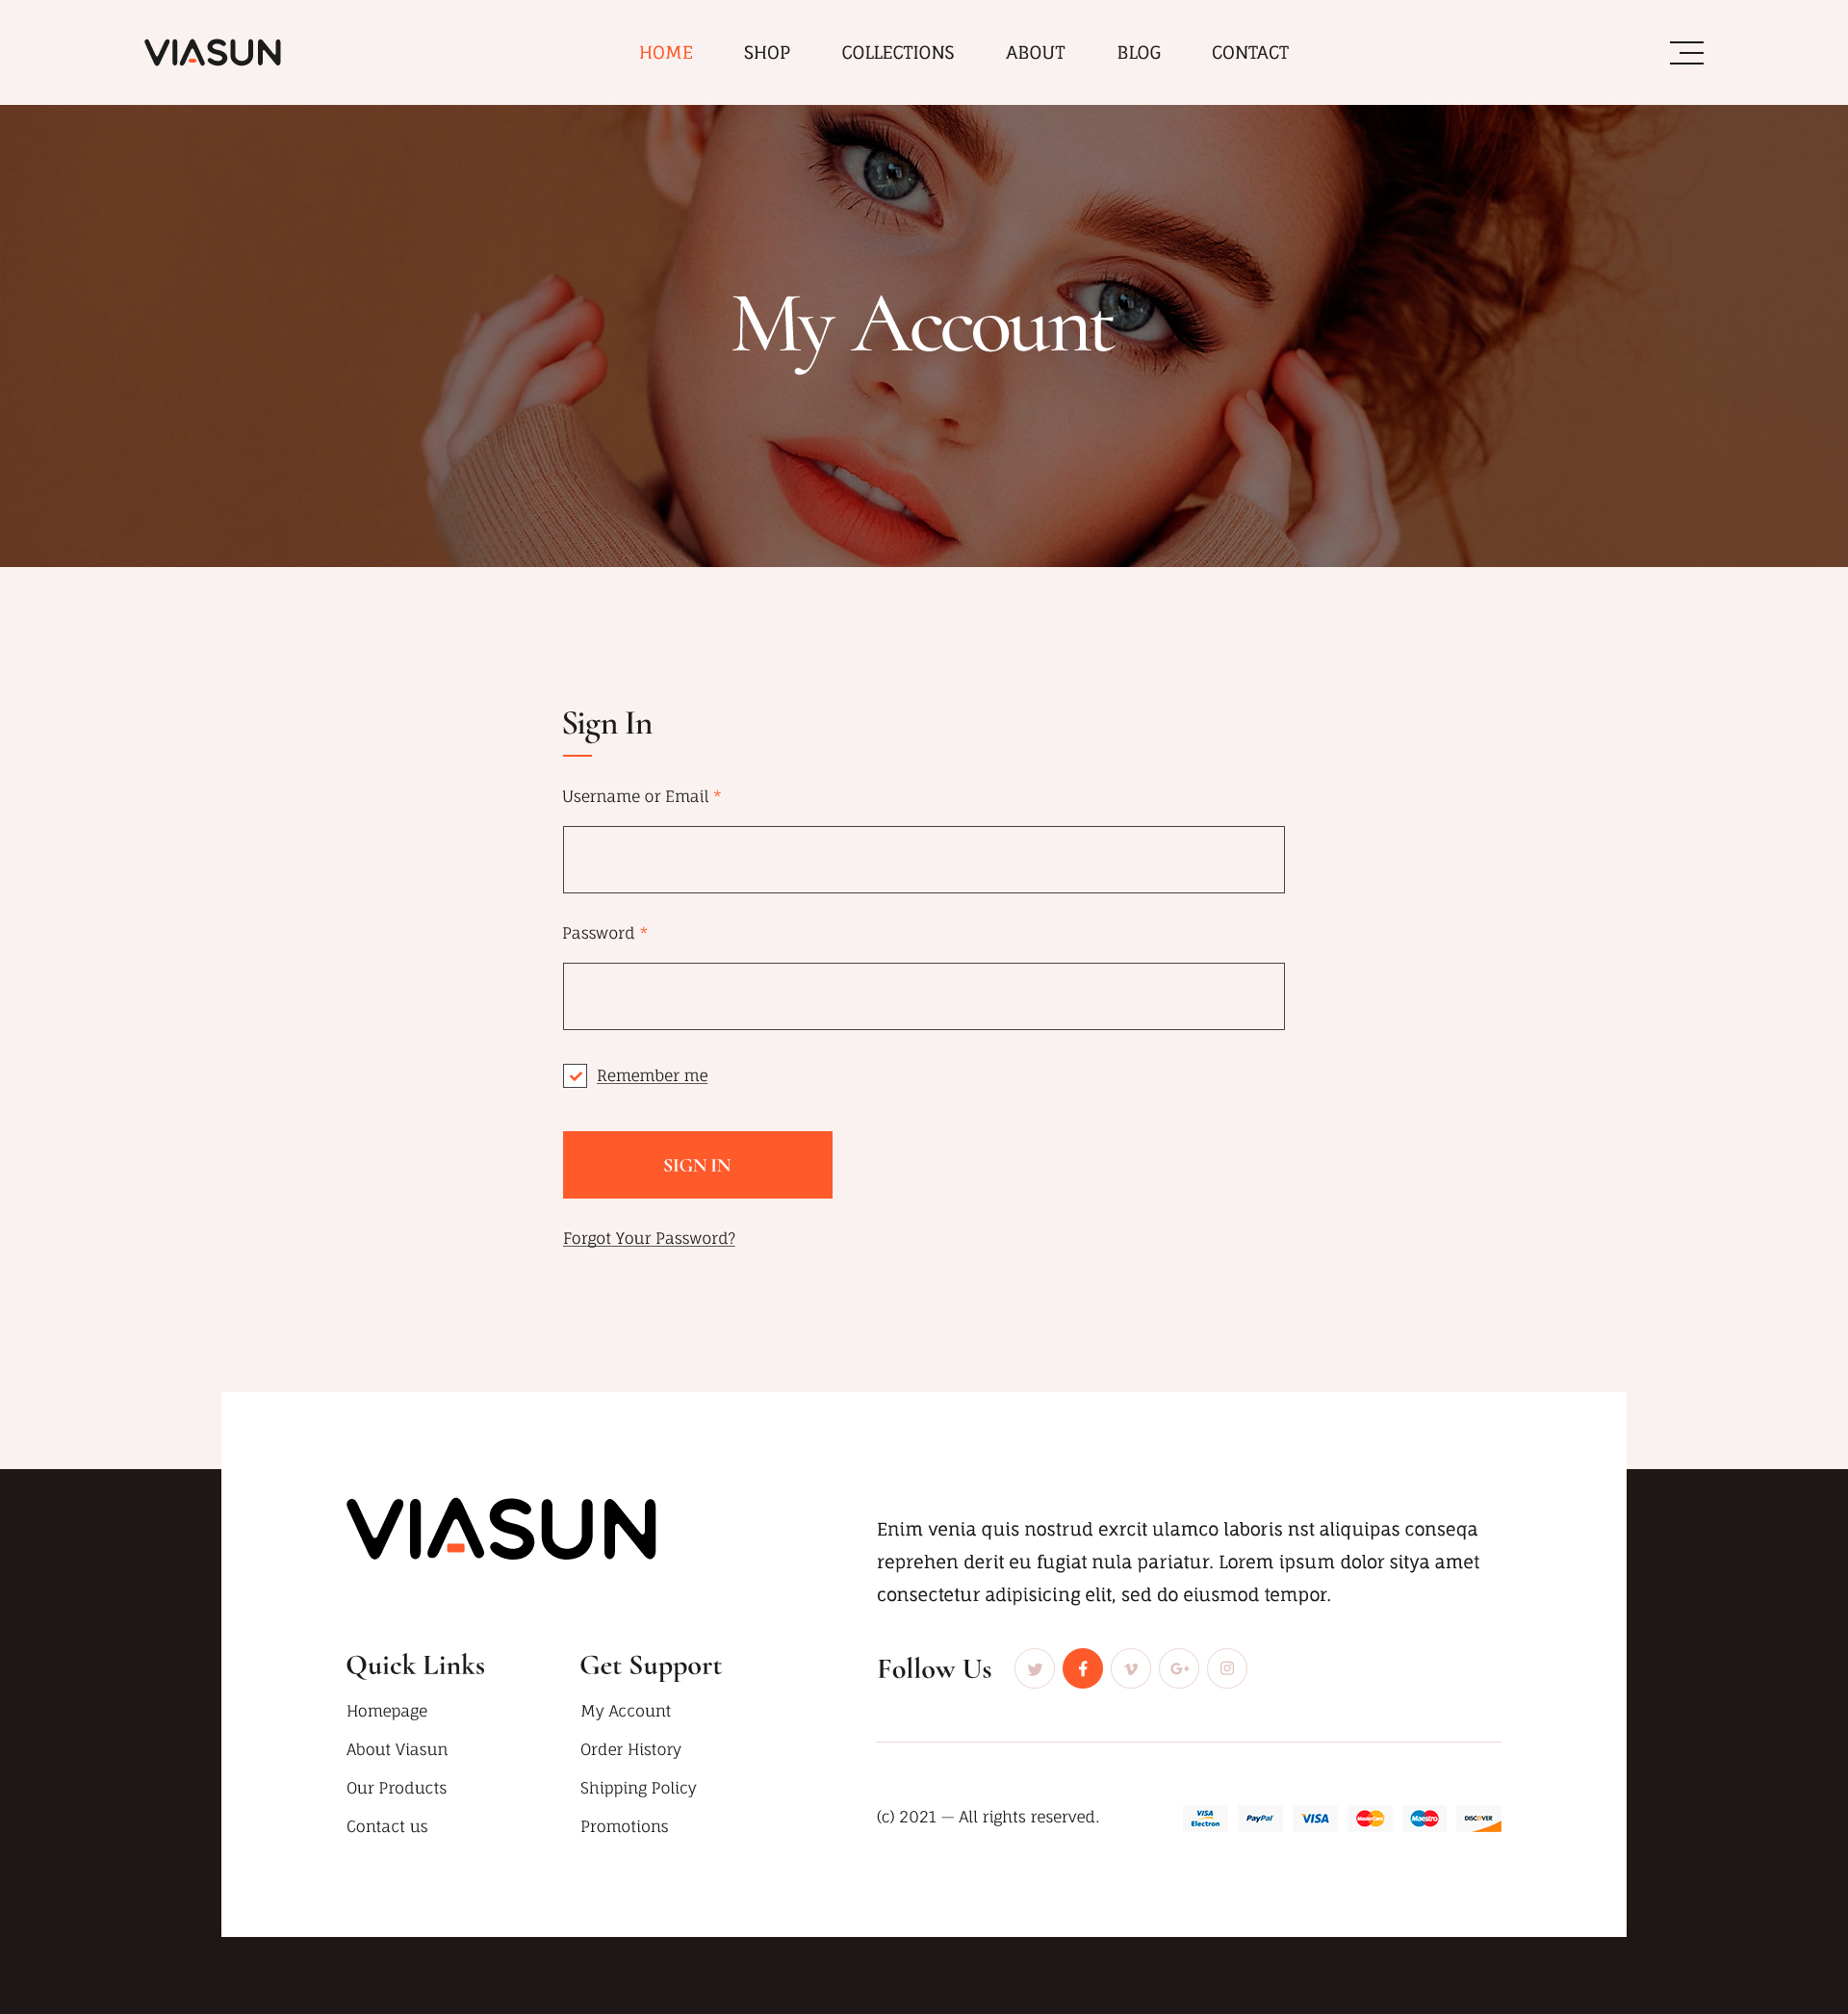 VIASUN
HOME SHOP COLLECTIONS ABOUT BLOG CONTACT
My Account
Sign In
Username or Email *
Password *
Remember me
SIGN IN
Forgot Your Password?
VIASUN
Enim venia quis nostrud exrcit ulamco laboris nst aliquipas conseqa
reprehen derit eu fugiat nula pariatur. Lorem ipsum dolor sitya amet
consectetur adipisicing elit, sed do eiusmod tempor.
Quick Links
Homepage
About Viasun
Our Products
Contact us
Get Support
My Account
Order History
Shipping Policy
Promotions
Follow Us
(c) 2021 — All rights reserved.
VISA
Electron
PayPal
VISA
MasterCard
Maestro
DISCOVER